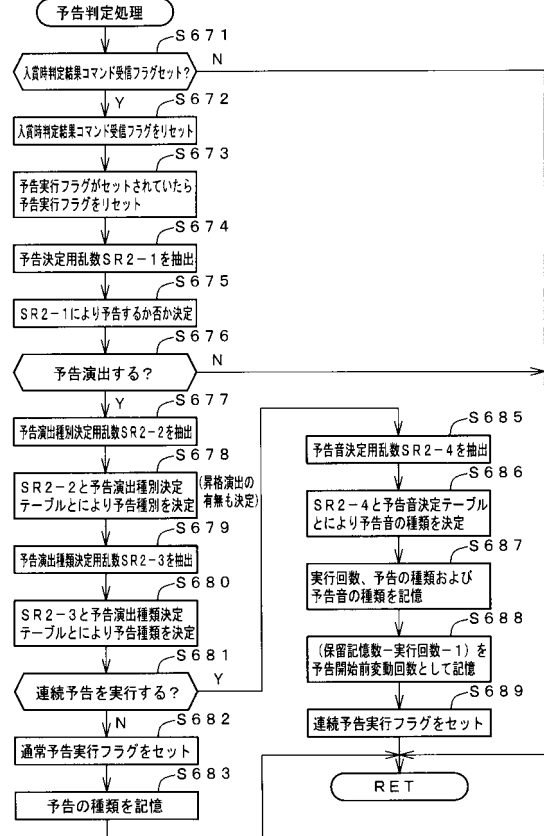 予告判定処理
S671
入賞時判定結果コマンド受信フラグセット?
N
Y
S672
入賞時判定結果コマンド受信フラグをリセット
S673
予告実行フラグがセットされていたら
予告実行フラグをリセット
S674
予告決定用乱数SR2-1を抽出
S675
SR2-1により予告するか否か決定
S676
予告演出する?
N
Y
S677
予告演出種別決定用乱数SR2-2を抽出
S678
SR2-2と予告演出種別決定
テーブルとにより予告種別を決定
(昇格演出の
有無も決定)
S679
予告演出種類決定用乱数SR2-3を抽出
S680
SR2-3と予告演出種類決定
テーブルとにより予告種類を決定
S681
連続予告を実行する?
Y
N
S682
通常予告実行フラグをセット
S683
予告の種類を記憶
S685
予告音決定用乱数SR2-4を抽出
S686
SR2-4と予告音決定テーブル
とにより予告音の種類を決定
S687
実行回数、予告の種類および
予告音の種類を記憶
S688
(保留記憶数-実行回数-1)を
予告開始前変動回数として記憶
S689
連続予告実行フラグをセット
RET